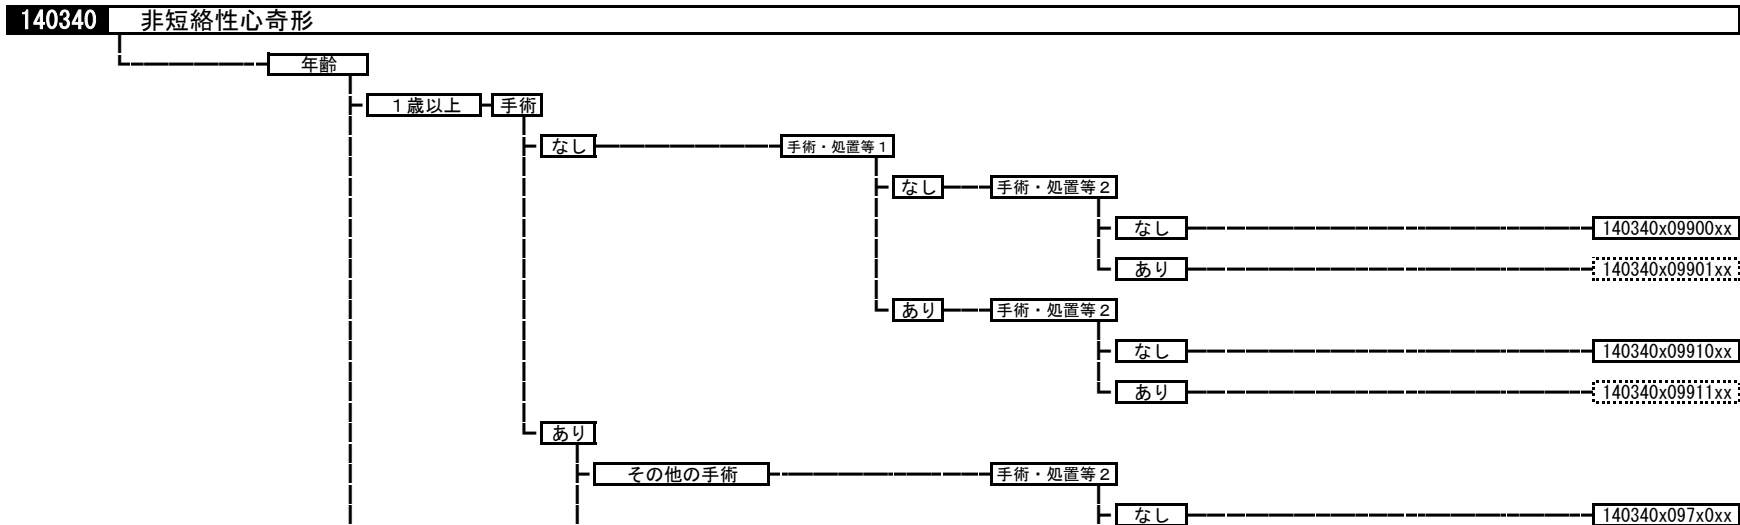 140340 非短絡性心奇形
年齢
１歳以上 手術
なし 手術・処置等１
なし 手術・処置等２
なし 140340x09900xx
あり 140340x09901xx
あり 手術・処置等２
なし 140340x09910xx
あり 140340x09911xx
あり
その他の手術 手術・処置等２
なし 140340x097x0xx